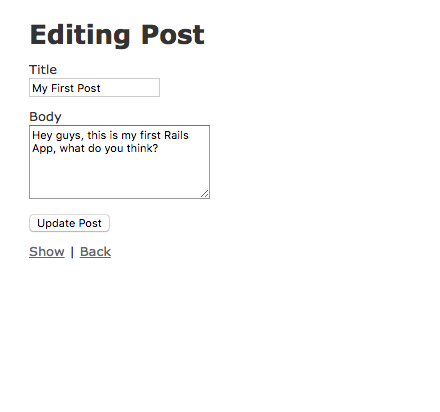 Editing Post
Title
My First Post
Body
Hey guys, this is my first Rails
App, what do you think?
Update Post
Show | Back